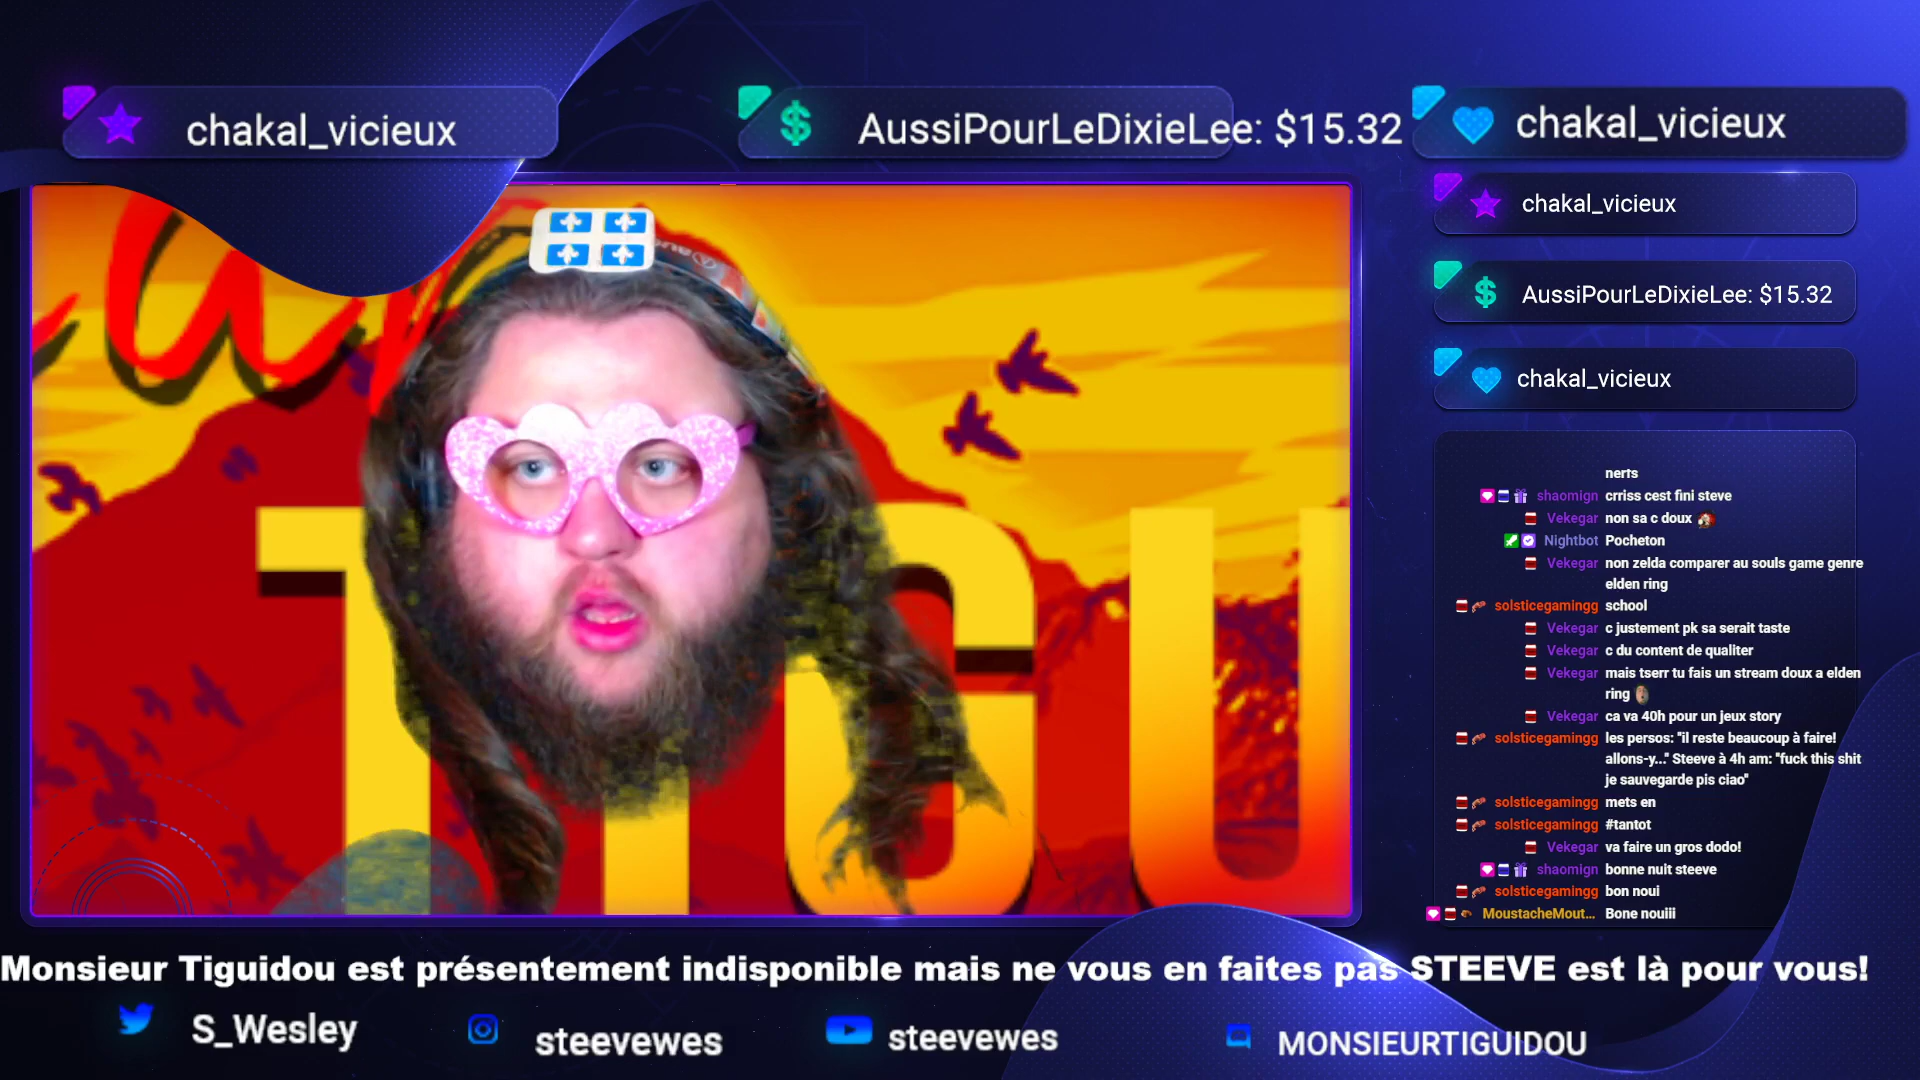 chakal_vicieux
AussiPourLeDixieLee: $15.32
chakal_vicieux
chakal_vicieux
AussiPourLeDixieLee: $15.32
chakal_vicieux
nerts
shaomign crriss cest fini steve
Vekegar non sa c doux
Nightbot Pocheton
Vekegar non zelda comparer au souls game genre
elden ring
solsticegamingg school
Vekegar c justement pk sa serait taste
Vekegar c du content de qualiter
Vekegar mais tserr tu fais un stream doux a elden
ring
Vekegar ca va 40h pour un jeux story
solsticegamingg les persos: "il reste beaucoup à faire!
allons-y..." Steeve à 4h am: "fuck this shit
je sauvegarde pis ciao"
solsticegamingg mets en
solsticegamingg #tantot
Vekegar va faire un gros dodo!
shaomign bonne nuit steeve
solsticegamingg bon noui
MoustacheMout... Bone nouiii
Monsieur Tiguidou est présentement indisponible mais ne vous en faites pas STEEVE est là pour vous!
S_Wesley
steevewes
steevewes
MONSIEURTIGUIDOU